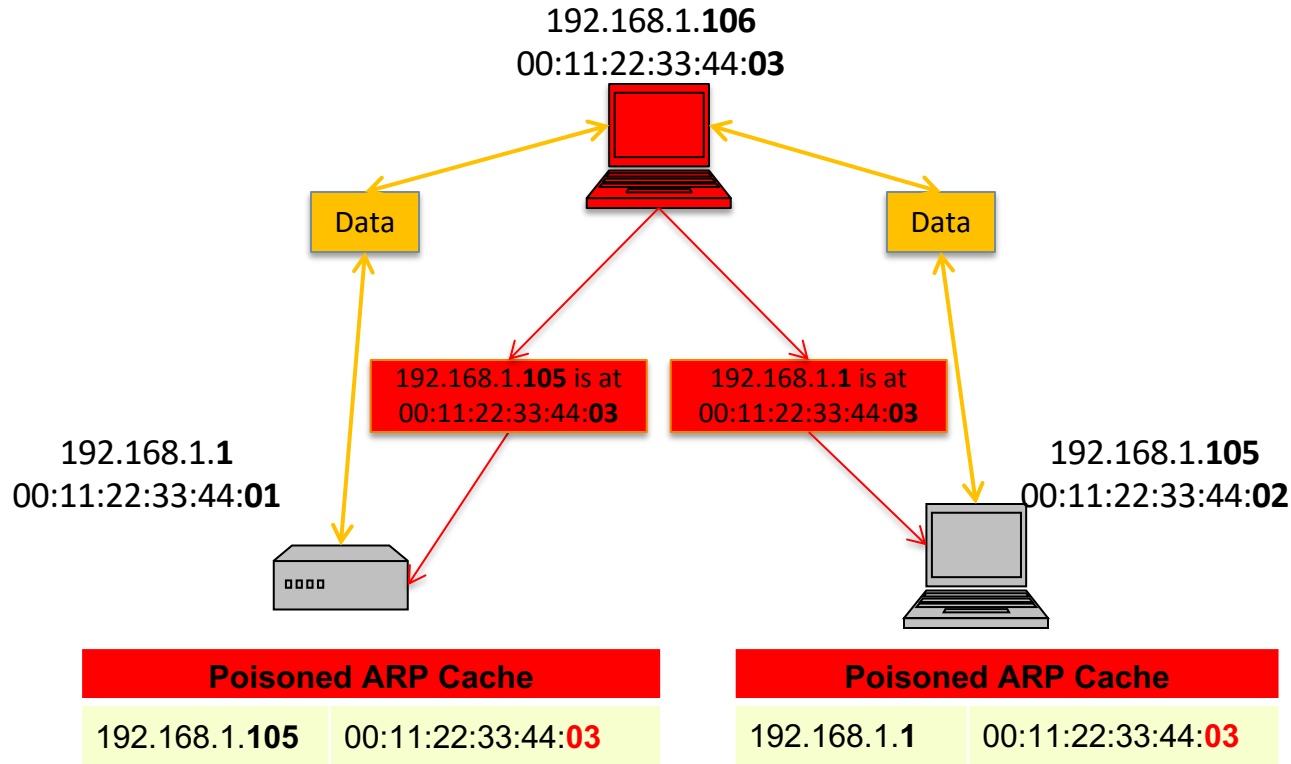 192.168.1.106
00:11:22:33:44:03
Data
Data
192.168.1.105 is at
00:11:22:33:44:03
192.168.1.1 is at
00:11:22:33:44:03
192.168.1.1
00:11:22:33:44:01
192.168.1.105
00:11:22:33:44:02
Poisoned ARP Cache
192.168.1.105 00:11:22:33:44:03
Poisoned ARP Cache
192.168.1.1 00:11:22:33:44:03